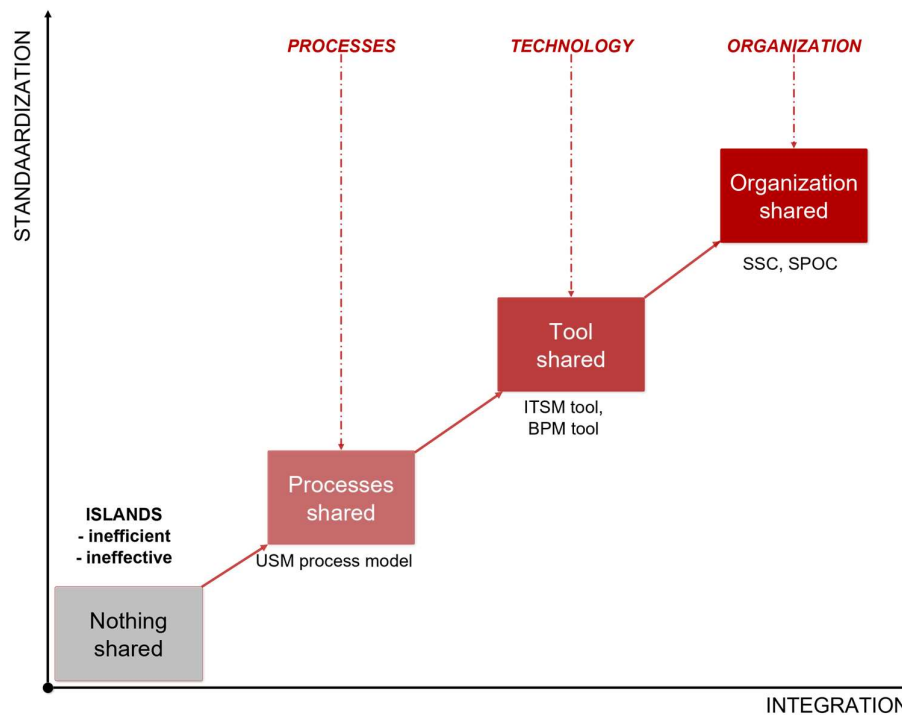 STANDAARDIZATION
PROCESSES
TECHNOLOGY
ORGANIZATION
Organization
shared
SSC, SPOC
Tool
shared
ITSM tool,
BPM tool
Processes
shared
USM process model
ISLANDS
- inefficient
- ineffective
Nothing
shared
INTEGRATION